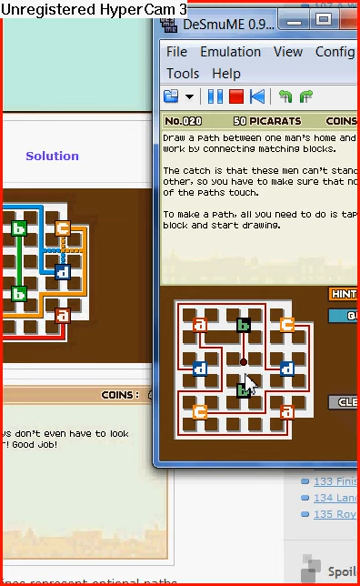 Unregistered HyperCam 3
DeSmuME 0.9...
File Emulation View Config
Tools Help
No.020 50 PICARATS COINS
Draw a path between one man's home and
work by connecting matching blocks.
The catch is that these men can't stand
other, so you have to make sure that no
of the paths touch.
To make a path, all you need to do is tap
block and start drawing.
Solution
b c
d
b
a
HINT
a b c
d d
b
c a
CLE
COINS:
ys don't even have to look
r! Good Job!
133 Finis
134 Lan
135 Roy
Spoil
ines represent optional paths